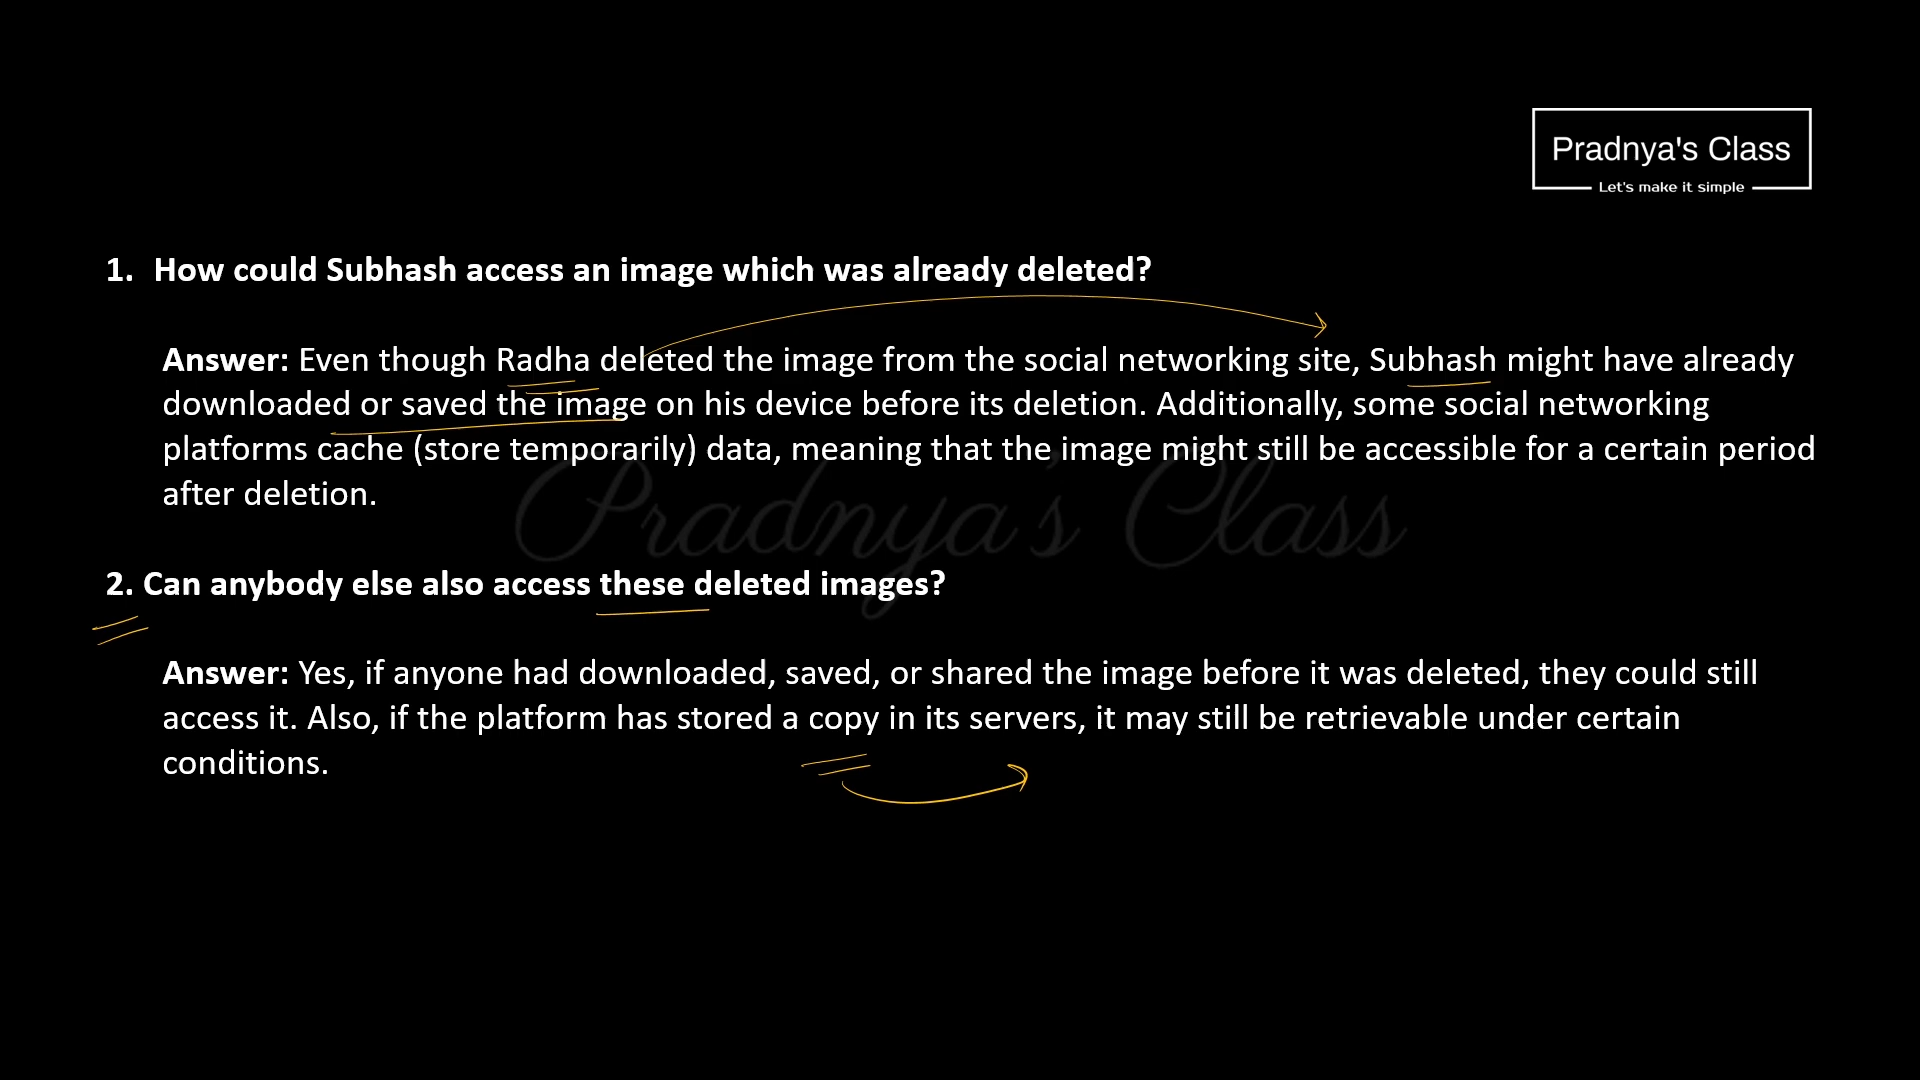 Pradnya's Class
Let's make it simple
1. How could Subhash access an image which was already deleted?
Answer: Even though Radha deleted the image from the social networking site, Subhash might have already
downloaded or saved the image on his device before its deletion. Additionally, some social networking
platforms cache (store temporarily) data, meaning that the image might still be accessible for a certain period
after deletion.
Pradnya's Class
2. Can anybody else also access these deleted images?
Answer: Yes, if anyone had downloaded, saved, or shared the image before it was deleted, they could still
access it. Also, if the platform has stored a copy in its servers, it may still be retrievable under certain
conditions.